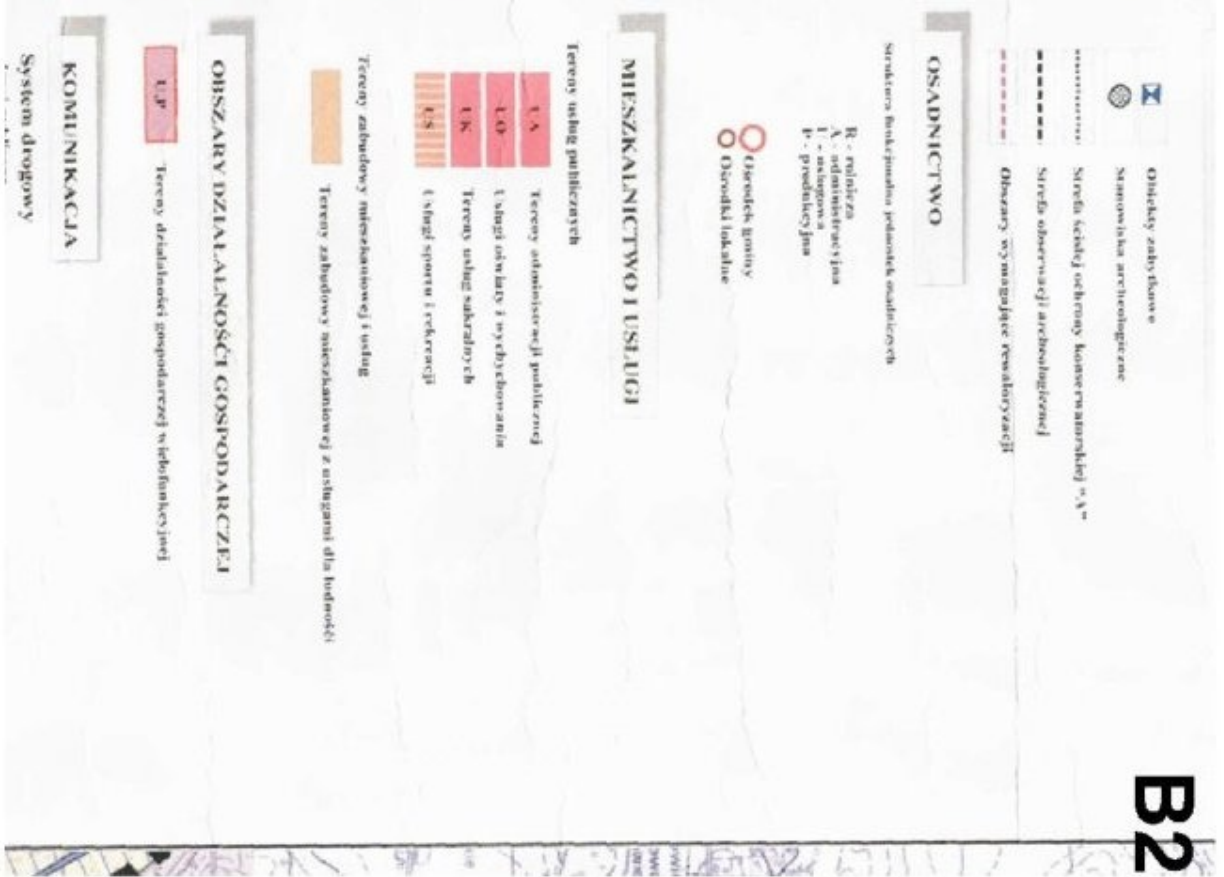 B2
Obiekty zabytkowe
Stanowiska archeologiczne
Strefa ścisłej ochrony konserwatorskiej "A"
Strefa obserwacji archeologicznej
Obszary wymagające rewaloryzacji
OSADNICTWO
Struktura funkcjonalna jednostek osadniczych
R - rolnicza
A - administracyjna
U - usługowa
P - produkcyjna
Ośrodek gminy
Ośrodki lokalne
MIESZKALNICTWO I USŁUGI
Tereny usług publicznych
UA Tereny administracji publicznej
UO Usługi oświaty i wychychowania
UK Tereny usług sakralnych
US Usługi sportu i rekreacji
Tereny zabudowy mieszkaniowej i usług
Tereny zabudowy mieszkaniowej z usługami dla ludności
OBSZARY DZIAŁALNOŚCI GOSPODARCZEJ
UP Tereny działalności gospodarczej wielofunkcyjnej
KOMUNIKACJA
System drogowy